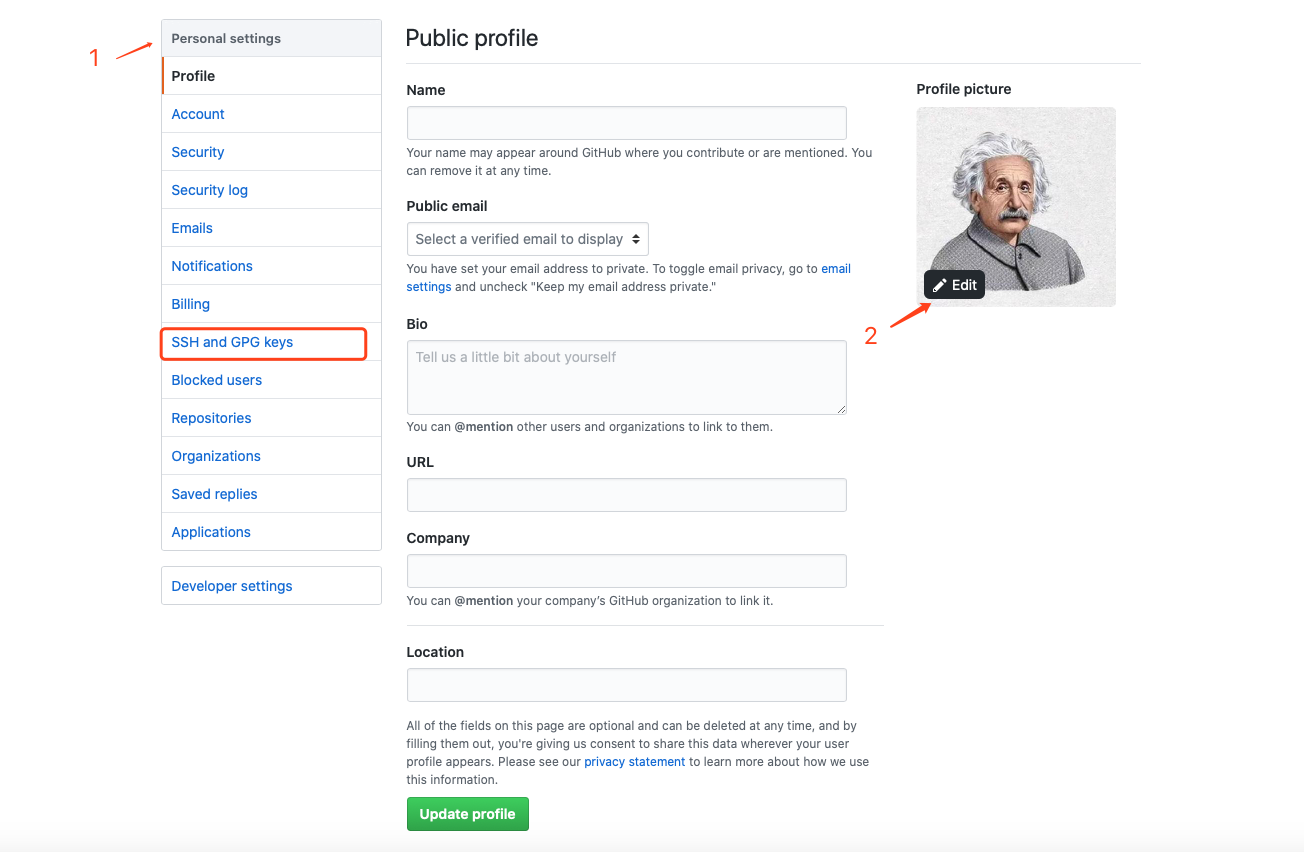 1
Personal settings
Profile
Account
Security
Security log
Emails
Notifications
Billing
SSH and GPG keys
Blocked users
Repositories
Organizations
Saved replies
Applications
Developer settings
Public profile
Name
Your name may appear around GitHub where you contribute or are mentioned. You
can remove it at any time.
Public email
Select a verified email to display
You have set your email address to private. To toggle email privacy, go to email
settings and uncheck "Keep my email address private."
Bio
Tell us a little bit about yourself
You can @mention other users and organizations to link to them.
URL
Company
You can @mention your company’s GitHub organization to link it.
Location
All of the fields on this page are optional and can be deleted at any time, and by
filling them out, you're giving us consent to share this data wherever your user
profile appears. Please see our privacy statement to learn more about how we use
this information.
Update profile
Profile picture
Edit
2